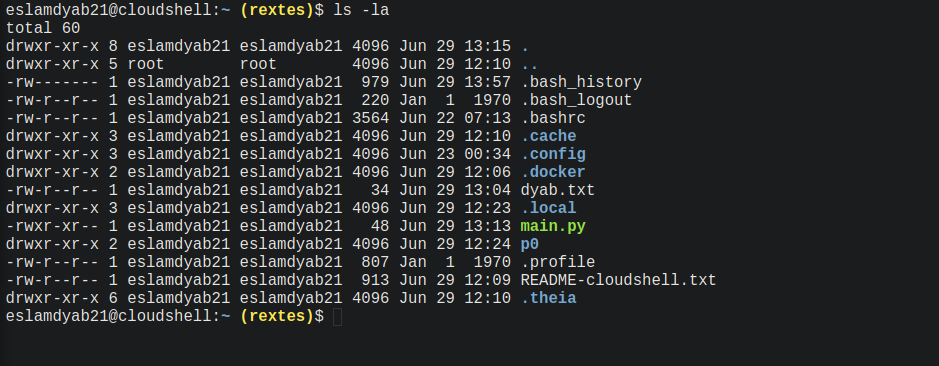 eslamdyab21@cloudshell:~ (rextes)$ ls -la
total 60
drwxr-xr-x 8 eslamdyab21 eslamdyab21 4096 Jun 29 13:15 .
drwxr-xr-x 5 root        root        4096 Jun 29 12:10 ..
-rw------- 1 eslamdyab21 eslamdyab21  979 Jun 29 13:57 .bash_history
-rw-r--r-- 1 eslamdyab21 eslamdyab21  220 Jan  1  1970 .bash_logout
-rw-r--r-- 1 eslamdyab21 eslamdyab21 3564 Jun 22 07:13 .bashrc
drwxr-xr-x 3 eslamdyab21 eslamdyab21 4096 Jun 29 12:10 .cache
drwxr-xr-x 3 eslamdyab21 eslamdyab21 4096 Jun 23 00:34 .config
drwxr-xr-x 2 eslamdyab21 eslamdyab21 4096 Jun 29 12:06 .docker
-rw-r--r-- 1 eslamdyab21 eslamdyab21   34 Jun 29 13:04 dyab.txt
drwxr-xr-x 3 eslamdyab21 eslamdyab21 4096 Jun 29 12:23 .local
-rwxr-xr-- 1 eslamdyab21 eslamdyab21   48 Jun 29 13:13 main.py
drwxr-xr-x 2 eslamdyab21 eslamdyab21 4096 Jun 29 12:24 p0
-rw-r--r-- 1 eslamdyab21 eslamdyab21  807 Jan  1  1970 .profile
-rw-r--r-- 1 eslamdyab21 eslamdyab21  913 Jun 29 12:09 README-cloudshell.txt
drwxr-xr-x 6 eslamdyab21 eslamdyab21 4096 Jun 29 12:10 .theia
eslamdyab21@cloudshell:~ (rextes)$